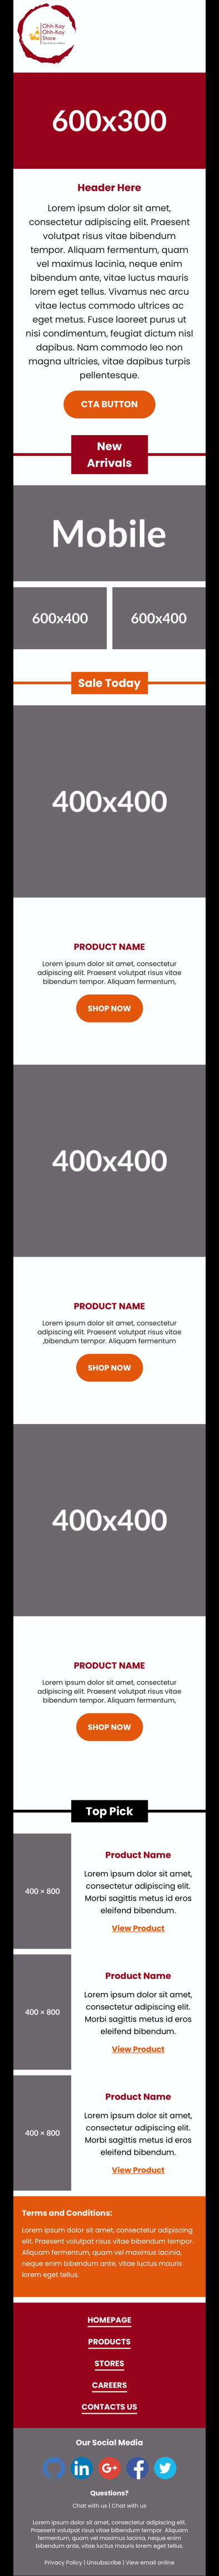 Ohh-Kay
Ohh-Kay
Store
600x300
Header Here
Lorem ipsum dolor sit amet,
consectetur adipiscing elit. Praesent
volutpat risus vitae bibendum
tempor. Aliquam fermentum, quam
vel maximus lacinia, neque enim
bibendum ante, vitae luctus mauris
lorem eget tellus. Vivamus nec arcu
vitae lectus commodo ultrices ac
eget metus. Fusce laoreet purus ut
nisi condimentum, feugiat dictum nisl
dapibus. Nam commodo leo non
magna ultricies, vitae dapibus turpis
pellentesque.
CTA BUTTON
New
Arrivals
Mobile
600x400 600x400
Sale Today
400x400
PRODUCT NAME
Lorem ipsum dolor sit amet, consectetur
adipiscing elit. Praesent volutpat risus vitae
bibendum tempor. Aliquam fermentum,
SHOP NOW
400x400
PRODUCT NAME
Lorem ipsum dolor sit amet, consectetur
adipiscing elit. Praesent volutpat risus vitae
,bibendum tempor. Aliquam fermentum
SHOP NOW
400x400
PRODUCT NAME
Lorem ipsum dolor sit amet, consectetur
adipiscing elit. Praesent volutpat risus vitae
bibendum tempor. Aliquam fermentum,
SHOP NOW
Top Pick
400 × 800
Product Name
Lorem ipsum dolor sit amet,
consectetur adipiscing elit.
Morbi sagittis metus id eros
eleifend bibendum.
View Product
400 × 800
Product Name
Lorem ipsum dolor sit amet,
consectetur adipiscing elit.
Morbi sagittis metus id eros
eleifend bibendum.
View Product
400 × 800
Product Name
Lorem ipsum dolor sit amet,
consectetur adipiscing elit.
Morbi sagittis metus id eros
eleifend bibendum.
View Product
Terms and Conditions:
Lorem ipsum dolor sit amet, consectetur adipiscing
elit. Praesent volutpat risus vitae bibendum tempor.
Aliquam fermentum, quam vel maximus lacinia,
neque enim bibendum ante, vitae luctus mauris
lorem eget tellus.
HOMEPAGE
PRODUCTS
STORES
CAREERS
CONTACTS US
Our Social Media
in G+ f
Questions?
Chat with us | Chat with us
Lorem ipsum dolor sit amet, consectetur adipiscing elit.
Praesent volutpat risus vitae bibendum tempor. Aliquam
fermentum, quam vel maximus lacinia, neque enim
bibendum ante, vitae luctus mauris lorem eget tellus.
Privacy Policy | Unsubscribe | View email online